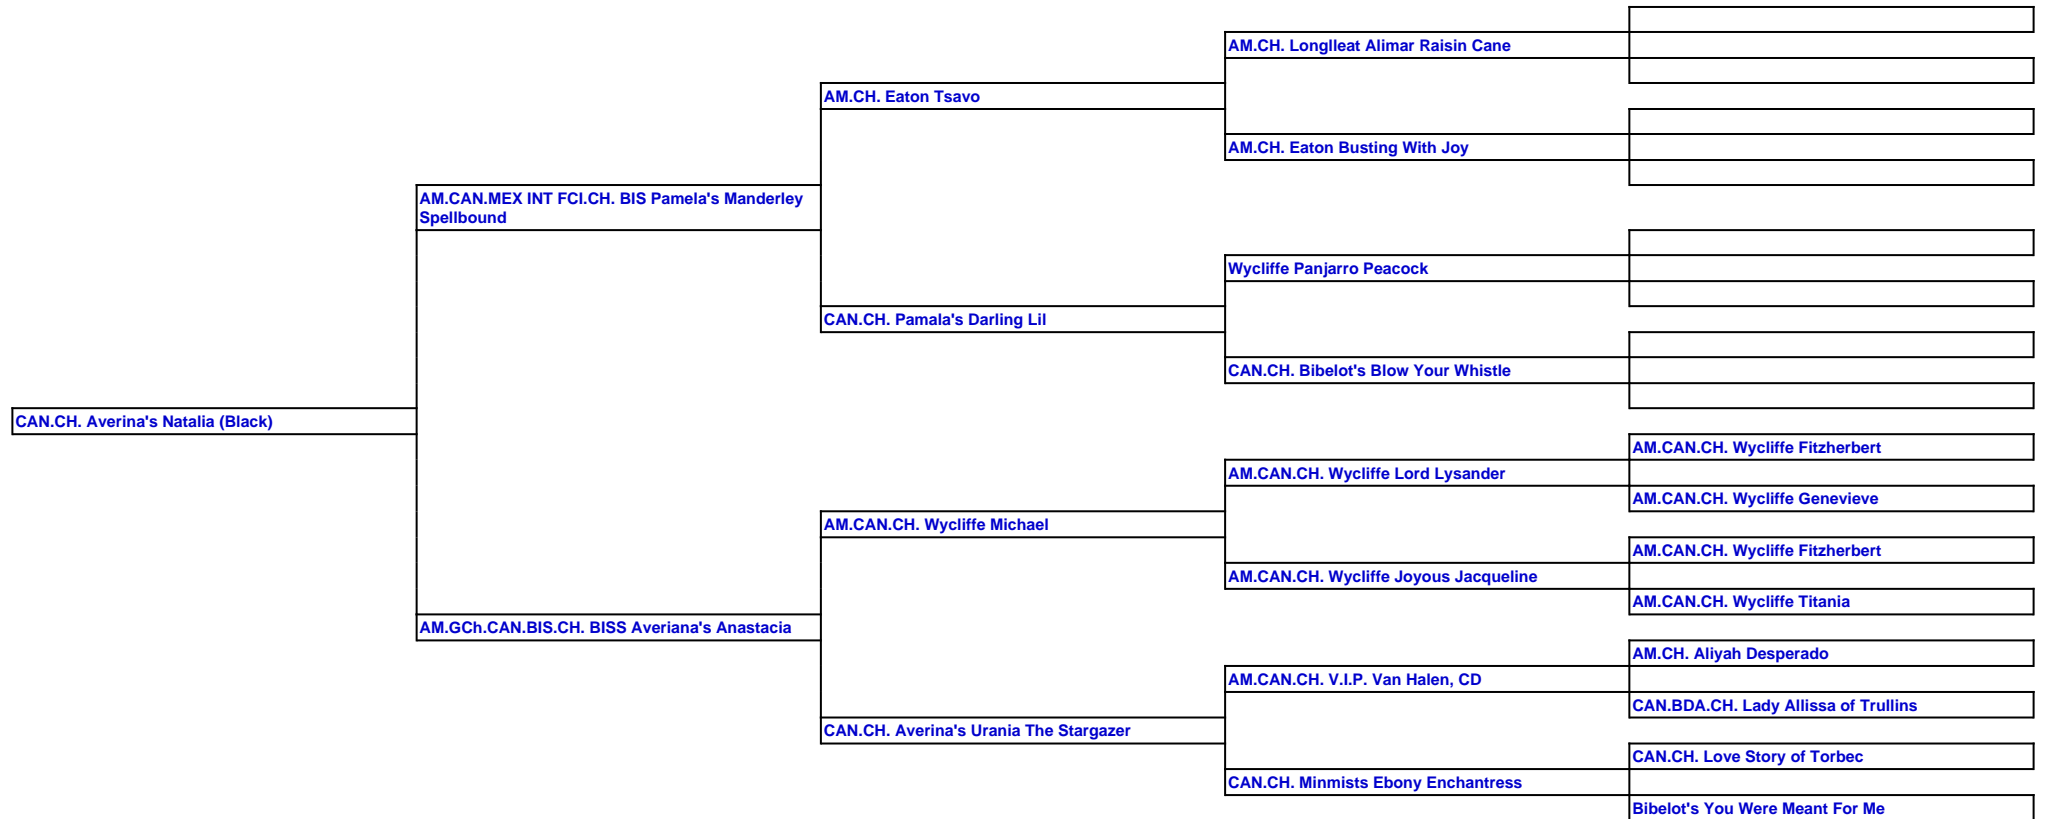 AM.CH. Longlleat Alimar Raisin Cane
AM.CH. Eaton Tsavo
AM.CH. Eaton Busting With Joy
AM.CAN.MEX INT FCI.CH. BIS Pamela's Manderley
Spellbound
Wycliffe Panjarro Peacock
CAN.CH. Pamala's Darling Lil
CAN.CH. Bibelot's Blow Your Whistle
CAN.CH. Averina's Natalia (Black)
AM.CAN.CH. Wycliffe Fitzherbert
AM.CAN.CH. Wycliffe Lord Lysander
AM.CAN.CH. Wycliffe Genevieve
AM.CAN.CH. Wycliffe Michael
AM.CAN.CH. Wycliffe Fitzherbert
AM.CAN.CH. Wycliffe Joyous Jacqueline
AM.CAN.CH. Wycliffe Titania
AM.GCh.CAN.BIS.CH. BISS Averiana's Anastacia
AM.CH. Aliyah Desperado
AM.CAN.CH. V.I.P. Van Halen, CD
CAN.BDA.CH. Lady Allissa of Trullins
CAN.CH. Averina's Urania The Stargazer
CAN.CH. Love Story of Torbec
CAN.CH. Minmists Ebony Enchantress
Bibelot's You Were Meant For Me